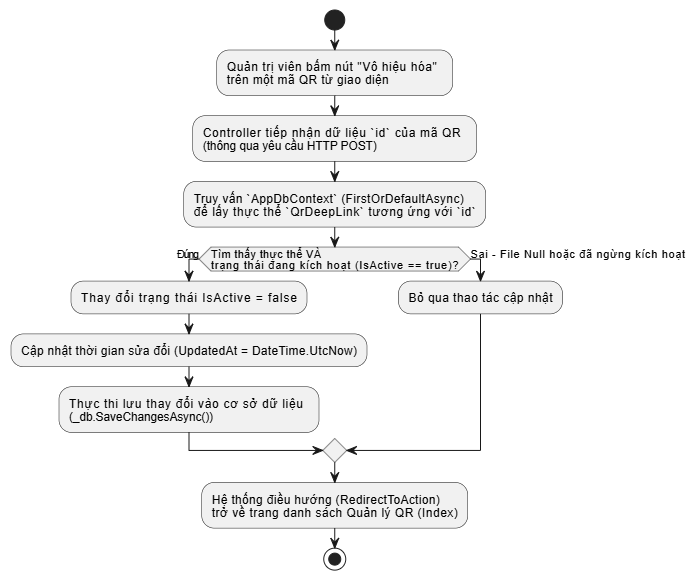 Quản trị viên bấm nút "Vô hiệu hóa"
trên một mã QR từ giao diện
Controller tiếp nhận dữ liệu `id` của mã QR
(thông qua yêu cầu HTTP POST)
Truy vấn `AppDbContext` (FirstOrDefaultAsync)
để lấy thực thể `QrDeepLink` tương ứng với `id`
Đúng
Tìm thấy thực thể VÀ
trạng thái đang kích hoạt (IsActive == true)?
Sai - File Null hoặc đã ngừng kích hoạt
Thay đổi trạng thái IsActive = false
Bỏ qua thao tác cập nhật
Cập nhật thời gian sửa đổi (UpdatedAt = DateTime.UtcNow)
Thực thi lưu thay đổi vào cơ sở dữ liệu
(_db.SaveChangesAsync())
Hệ thống điều hướng (RedirectToAction)
trở về trang danh sách Quản lý QR (Index)